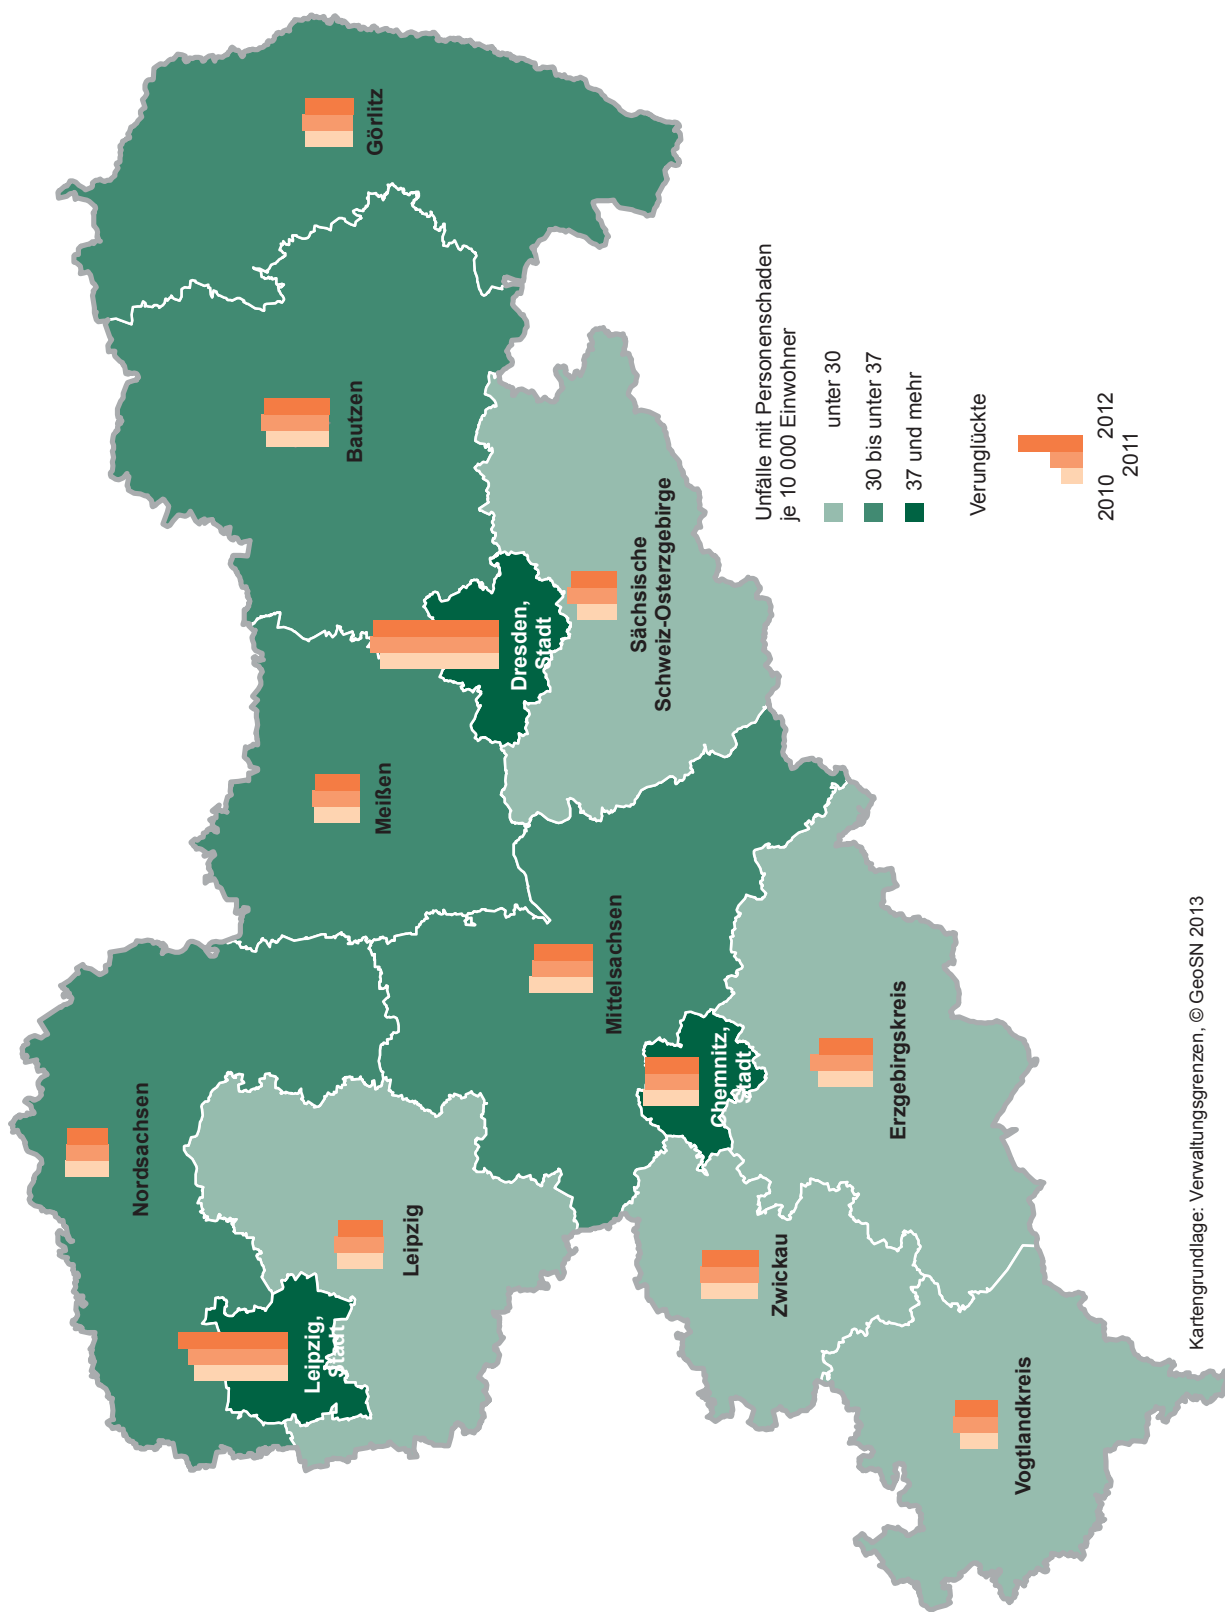 Nordsachsen
Leipzig,
Stadt
Leipzig
Meißen
Bautzen
Görlitz
Dresden,
Stadt
Mittelsachsen
Sächsische
Schweiz-Osterzgebirge
Chemnitz,
Stadt
Zwickau
Erzgebirgskreis
Vogtlandkreis
Unfälle mit Personenschaden
je 10 000 Einwohner
unter 30
30 bis unter 37
37 und mehr
Verunglückte
2010 2012
2011
Kartengrundlage: Verwaltungsgrenzen, © GeoSN 2013